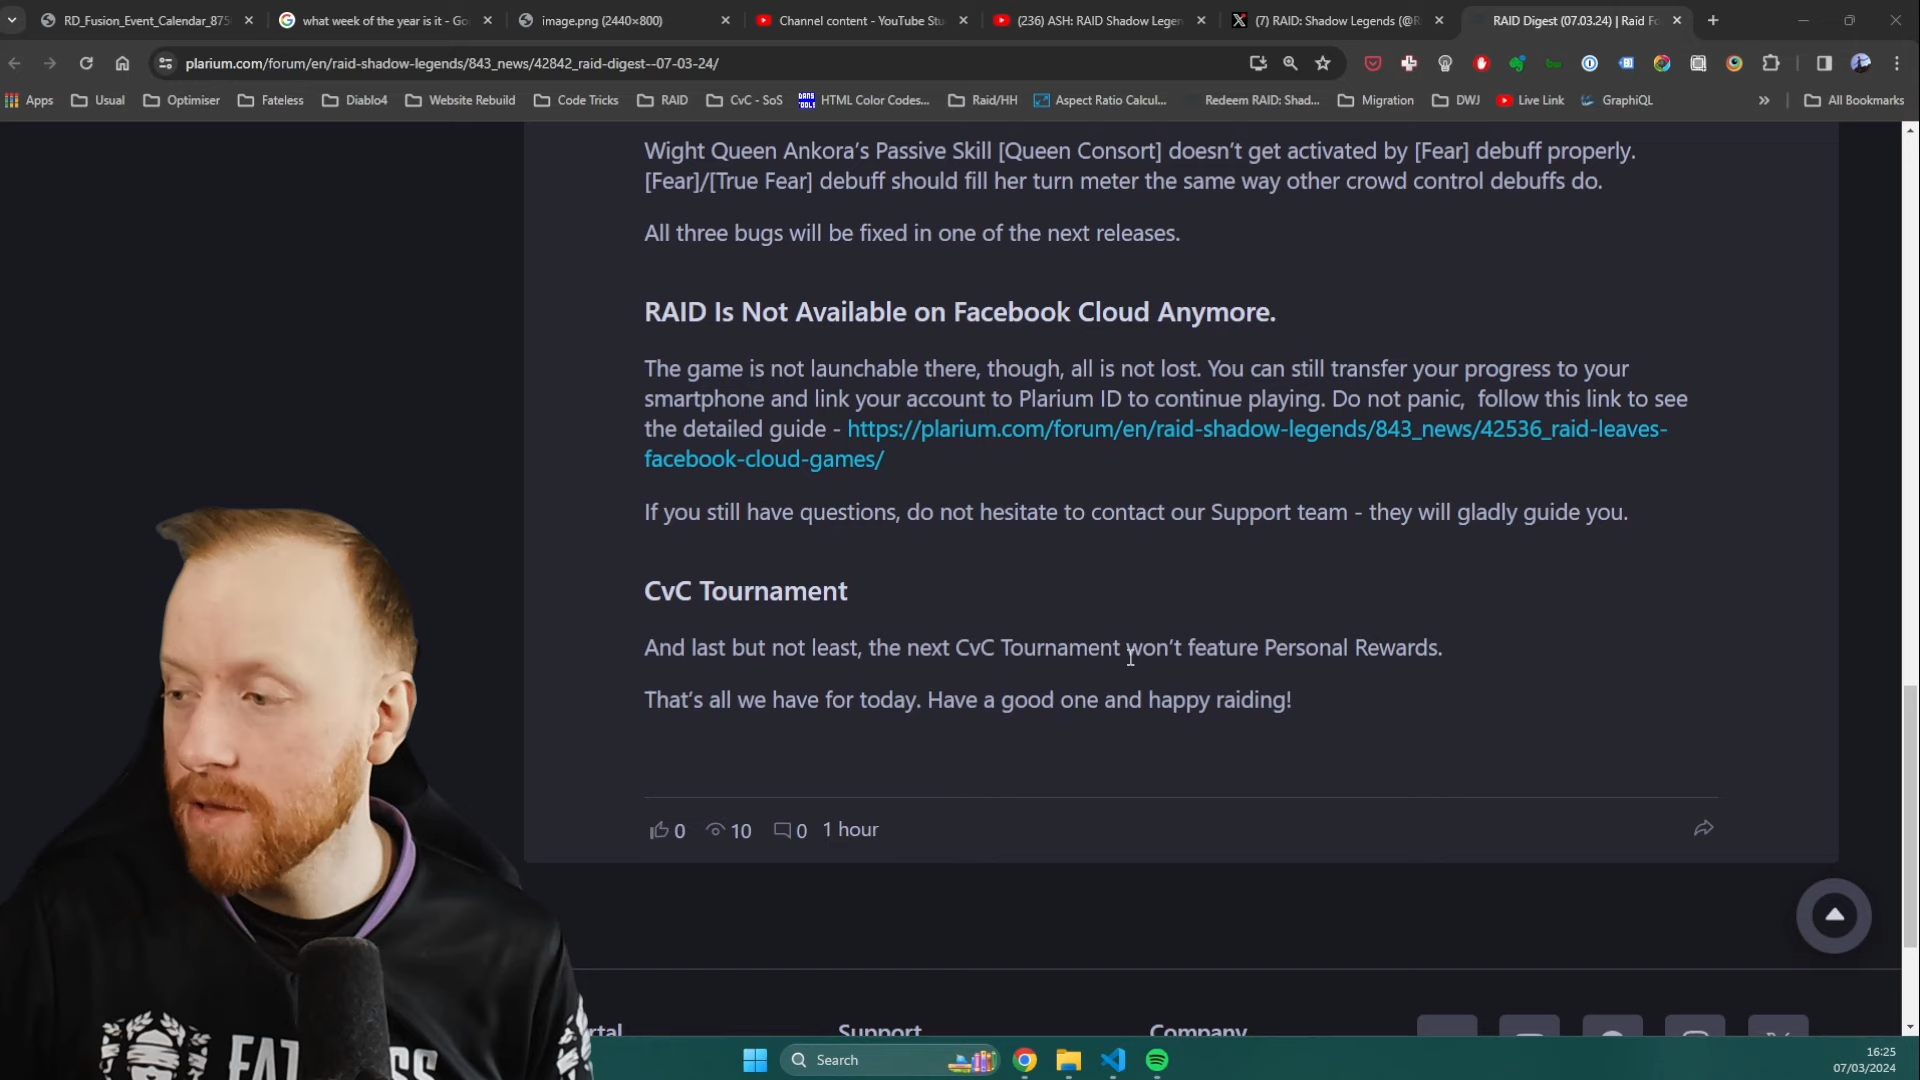 RD_Fusion_Event_Calendar_875
what week of the year is it - Go
image.png (2440×800)
Channel content - YouTube Stu
(236) ASH: RAID Shadow Legen
(7) RAID: Shadow Legends (@R
RAID Digest (07.03.24) | Raid Fo
plarium.com/forum/en/raid-shadow-legends/843_news/42842_raid-digest--07-03-24/
Apps
Usual
Optimiser
Fateless
Diablo4
Website Rebuild
Code Tricks
RAID
CvC - SoS
HTML Color Codes...
Raid/HH
Aspect Ratio Calcul...
Redeem RAID: Shad...
Migration
DWJ
Live Link
GraphiQL
»
All Bookmarks
Wight Queen Ankora’s Passive Skill [Queen Consort] doesn’t get activated by [Fear] debuff properly.
[Fear]/[True Fear] debuff should fill her turn meter the same way other crowd control debuffs do.
All three bugs will be fixed in one of the next releases.
RAID Is Not Available on Facebook Cloud Anymore.
The game is not launchable there, though, all is not lost. You can still transfer your progress to your
smartphone and link your account to Plarium ID to continue playing. Do not panic, follow this link to see
the detailed guide - https://plarium.com/forum/en/raid-shadow-legends/843_news/42536_raid-leaves-
facebook-cloud-games/
If you still have questions, do not hesitate to contact our Support team - they will gladly guide you.
CvC Tournament
And last but not least, the next CvC Tournament won’t feature Personal Rewards.
That’s all we have for today. Have a good one and happy raiding!
0
10
0
1 hour
rtal
Support
Company
Search
16:25
07/03/2024